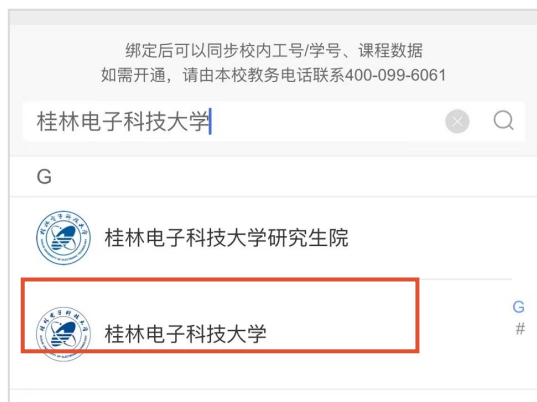 绑定后可以同步校内工号/学号、课程数据
如需开通，请由本校教务电话联系400-099-6061
桂林电子科技大学
G
桂林电子科技大学研究生院
桂林电子科技大学
G
#